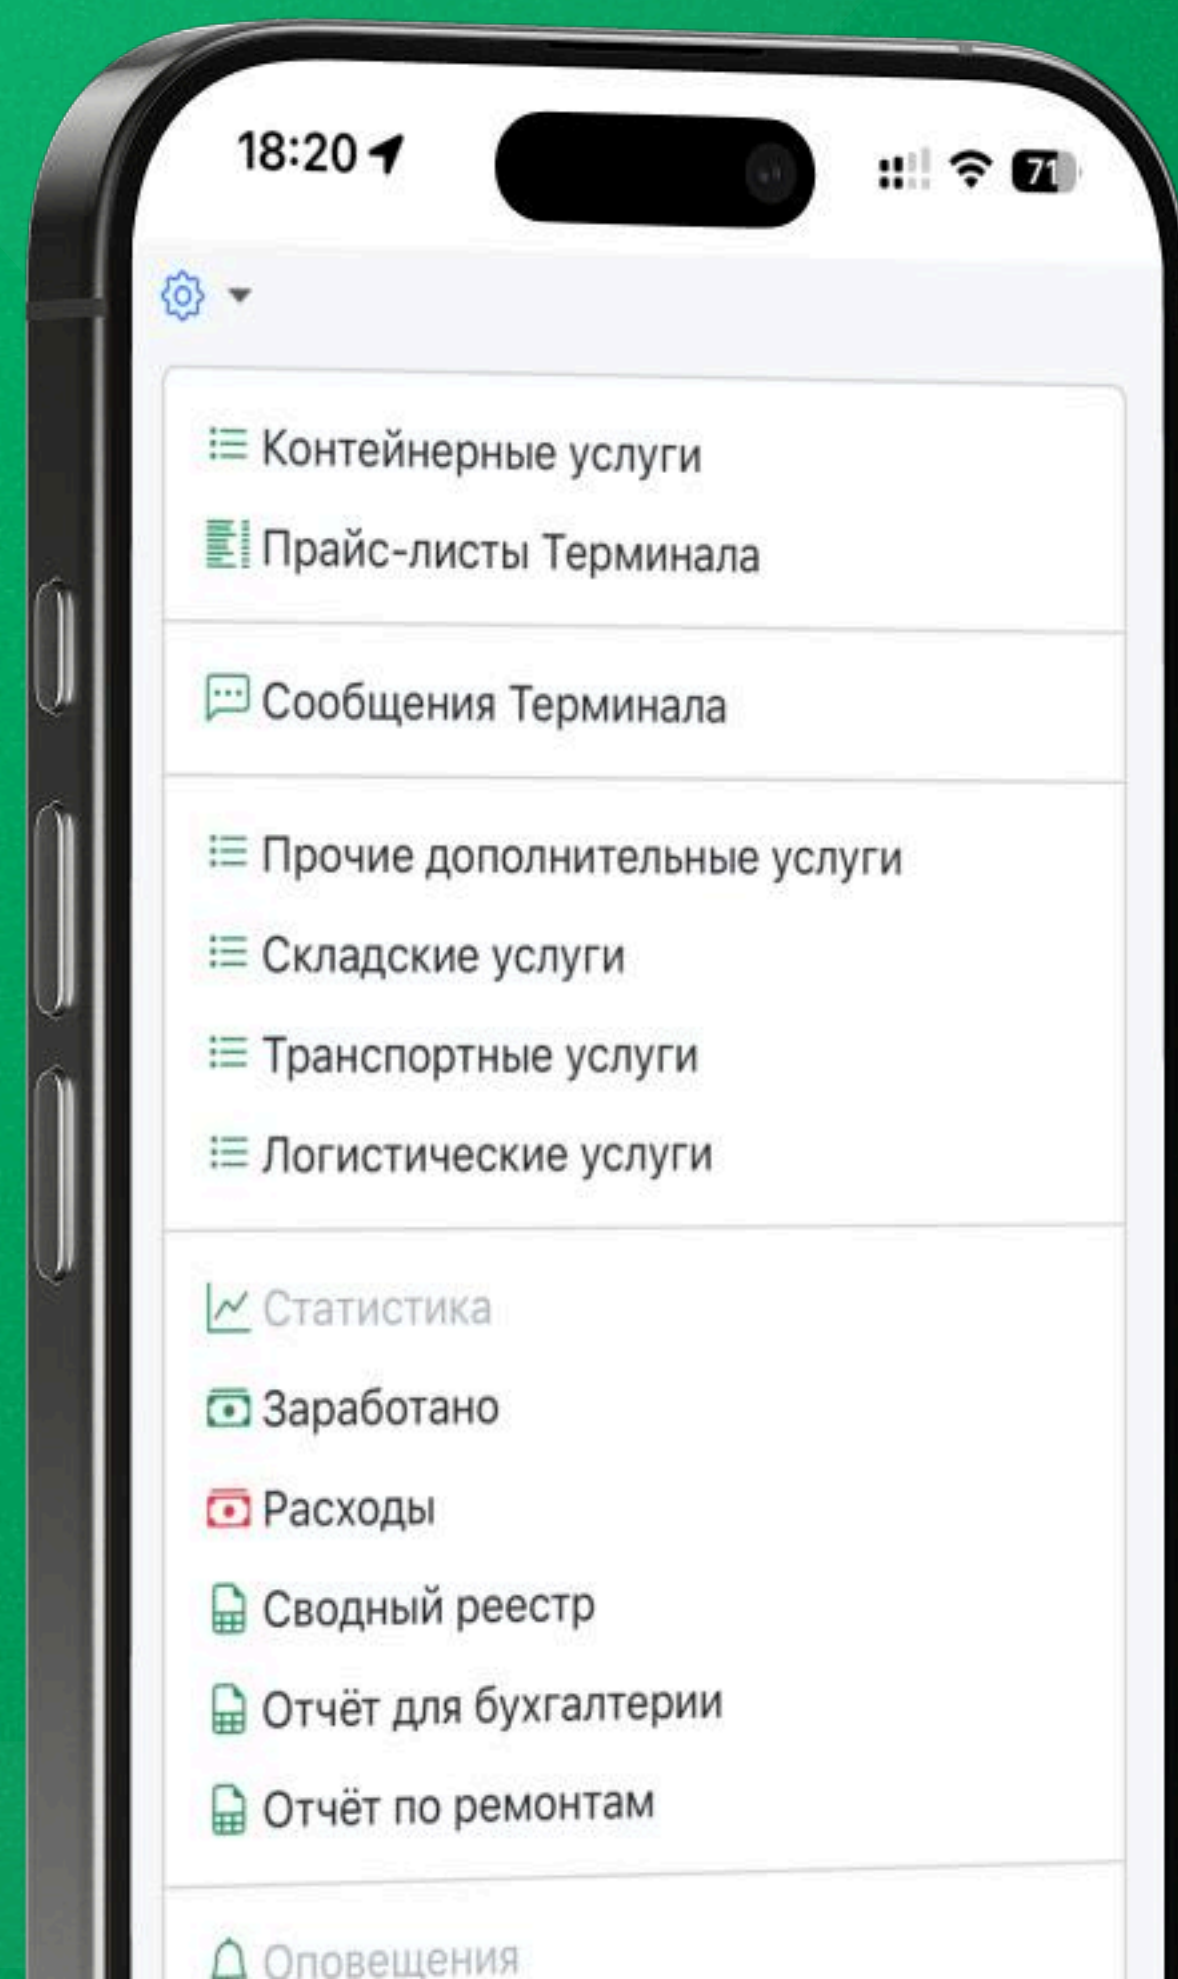 18:20
71
Контейнерные услуги
Прайс-листы Терминала
Сообщения Терминала
Прочие дополнительные услуги
Складские услуги
Транспортные услуги
Логистические услуги
Статистика
Заработано
Расходы
Сводный реестр
Отчёт для бухгалтерии
Отчёт по ремонтам
Оповещения